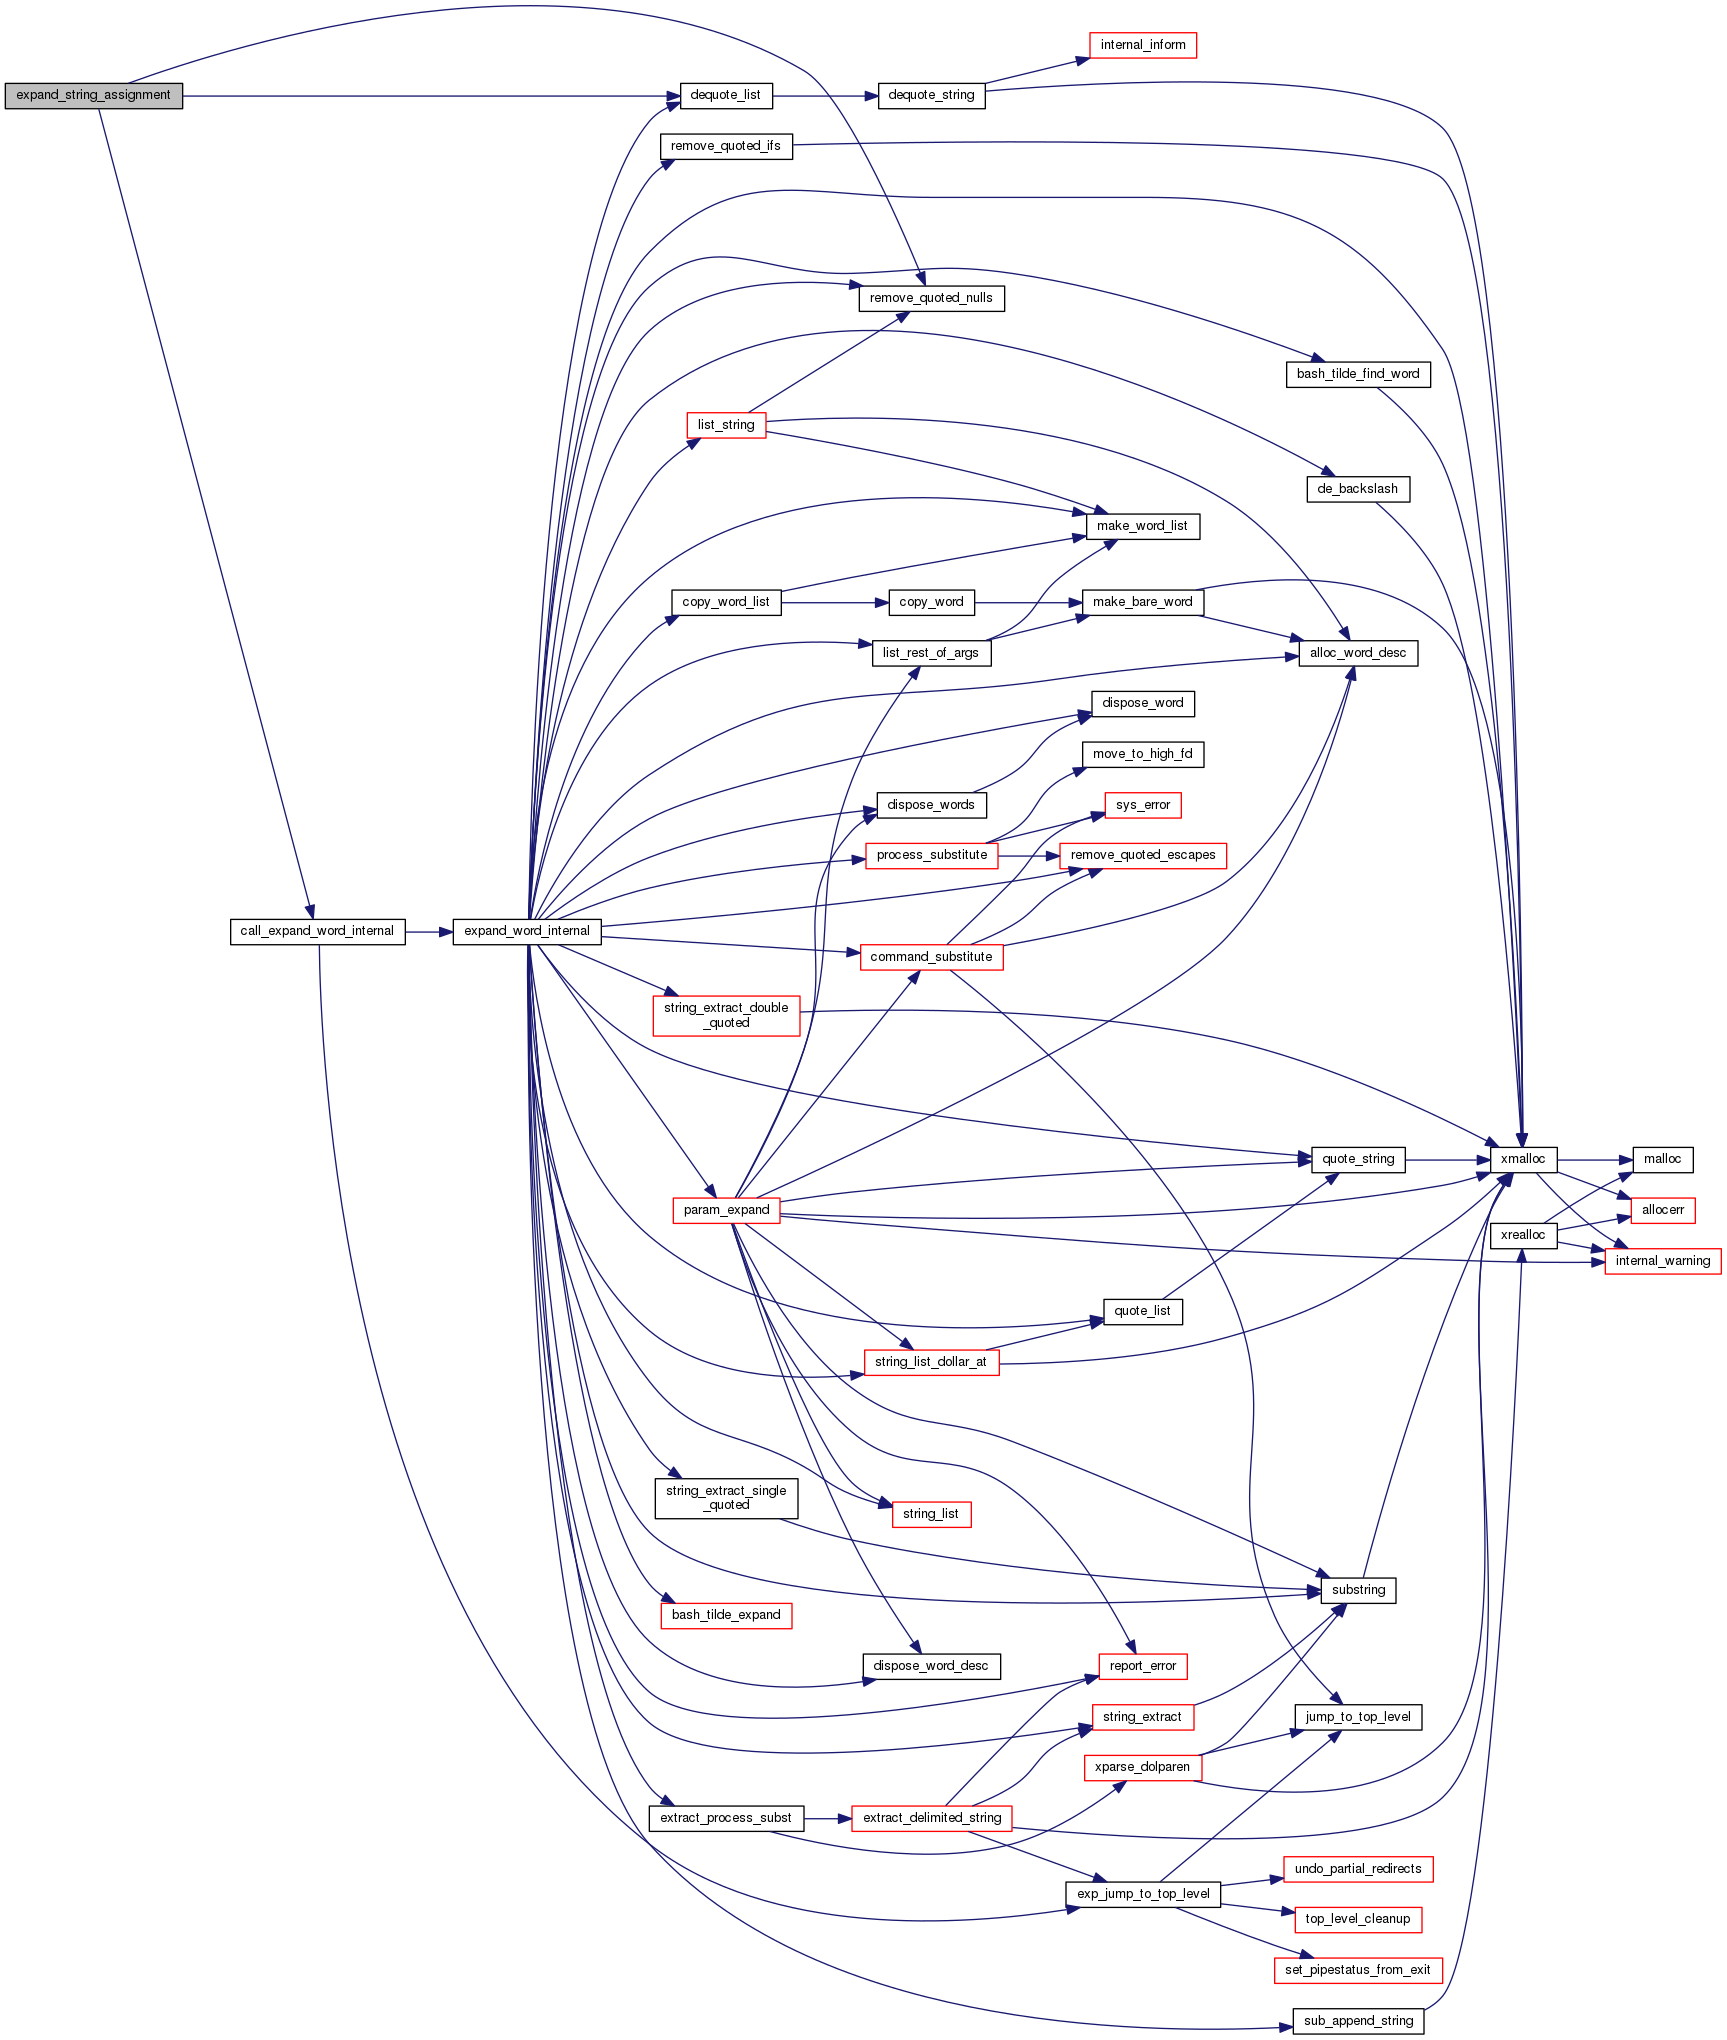 internal_inform
expand_string_assignment
dequote_list
dequote_string
remove_quoted_ifs
remove_quoted_nulls
bash_tilde_find_word
list_string
de_backslash
make_word_list
copy_word_list
copy_word
make_bare_word
list_rest_of_args
alloc_word_desc
dispose_word
move_to_high_fd
dispose_words
sys_error
process_substitute
remove_quoted_escapes
call_expand_word_internal
expand_word_internal
command_substitute
string_extract_double
_quoted
quote_string
xmalloc
malloc
param_expand
allocerr
xrealloc
internal_warning
quote_list
string_list_dollar_at
string_extract_single
_quoted
string_list
substring
bash_tilde_expand
dispose_word_desc
report_error
string_extract
jump_to_top_level
xparse_dolparen
extract_process_subst
extract_delimited_string
undo_partial_redirects
exp_jump_to_top_level
top_level_cleanup
set_pipestatus_from_exit
sub_append_string